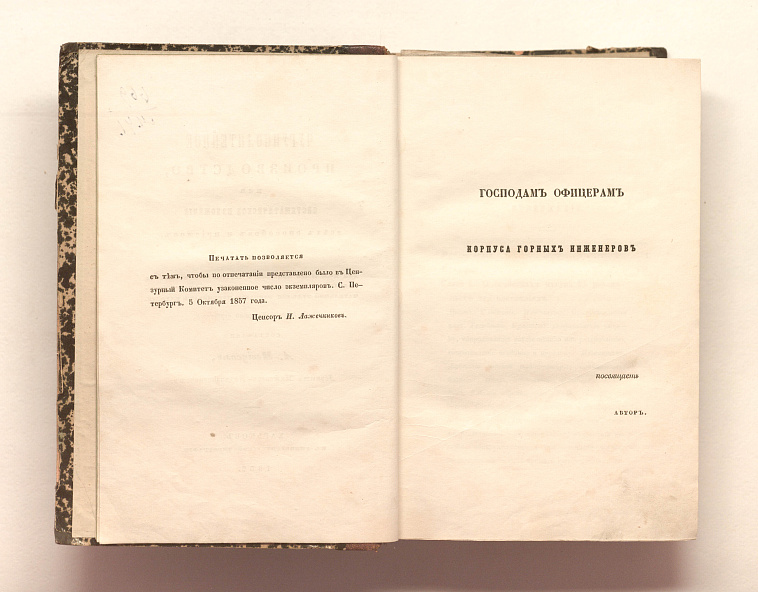 Печатать позволяется
съ тѣмъ, чтобы по отпечатаніи представлено было въ Цен-
зурный Комитетъ узаконенное число экземпляровъ. С. Пе-
тербургъ. 5 Октября 1857 года.
Ценсоръ И. Лажечниковъ.
ГОСПОДАМЪ ОФИЦЕРАМЪ
КОРПУСА ГОРНЫХЪ ИНЖЕНЕРОВЪ
посвящаетъ
АВТОРЪ.